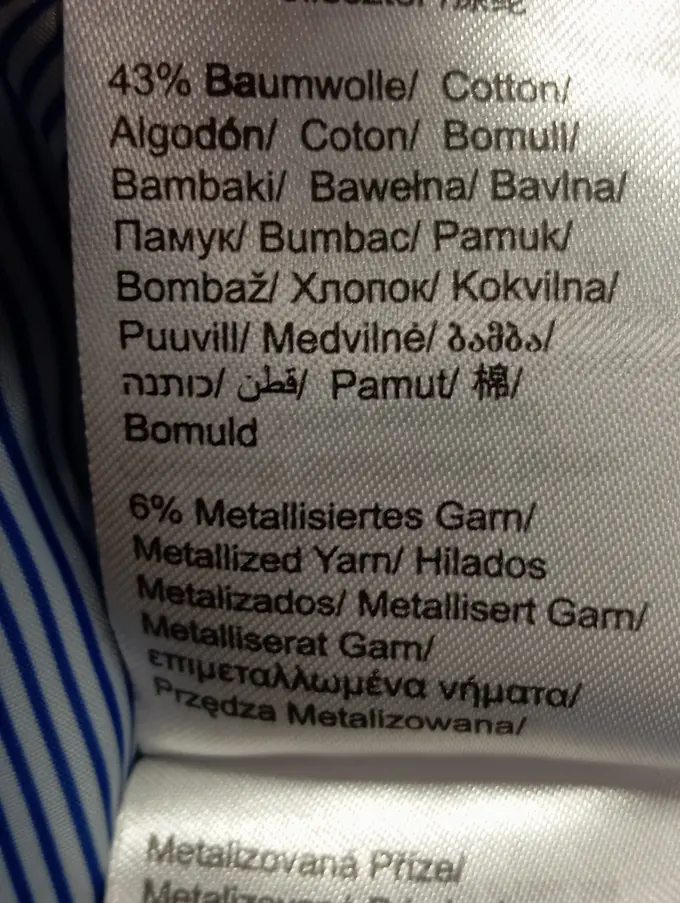 43% Baumwolle/ Cotton/
Algodón/ Coton/ Bomull/
Bambaki/ Bawełna/ Bavlna/
Памук/ Bumbac/ Pamuk/
Bombaž/ Хлопок/ Kokvilna/
Puuvill/ Medvilnė/ ბამბა/
כותנה/ قطن/ Pamut/ 棉/
Bomuld
6% Metallisiertes Garn/
Metallized Yarn/ Hilados
Metalizados/ Metallisert Garn/
Metalliserat Garn/
επιμεταλλωμένα νήματα/
Przędza Metalizowana/
Metalizovaná Příze/